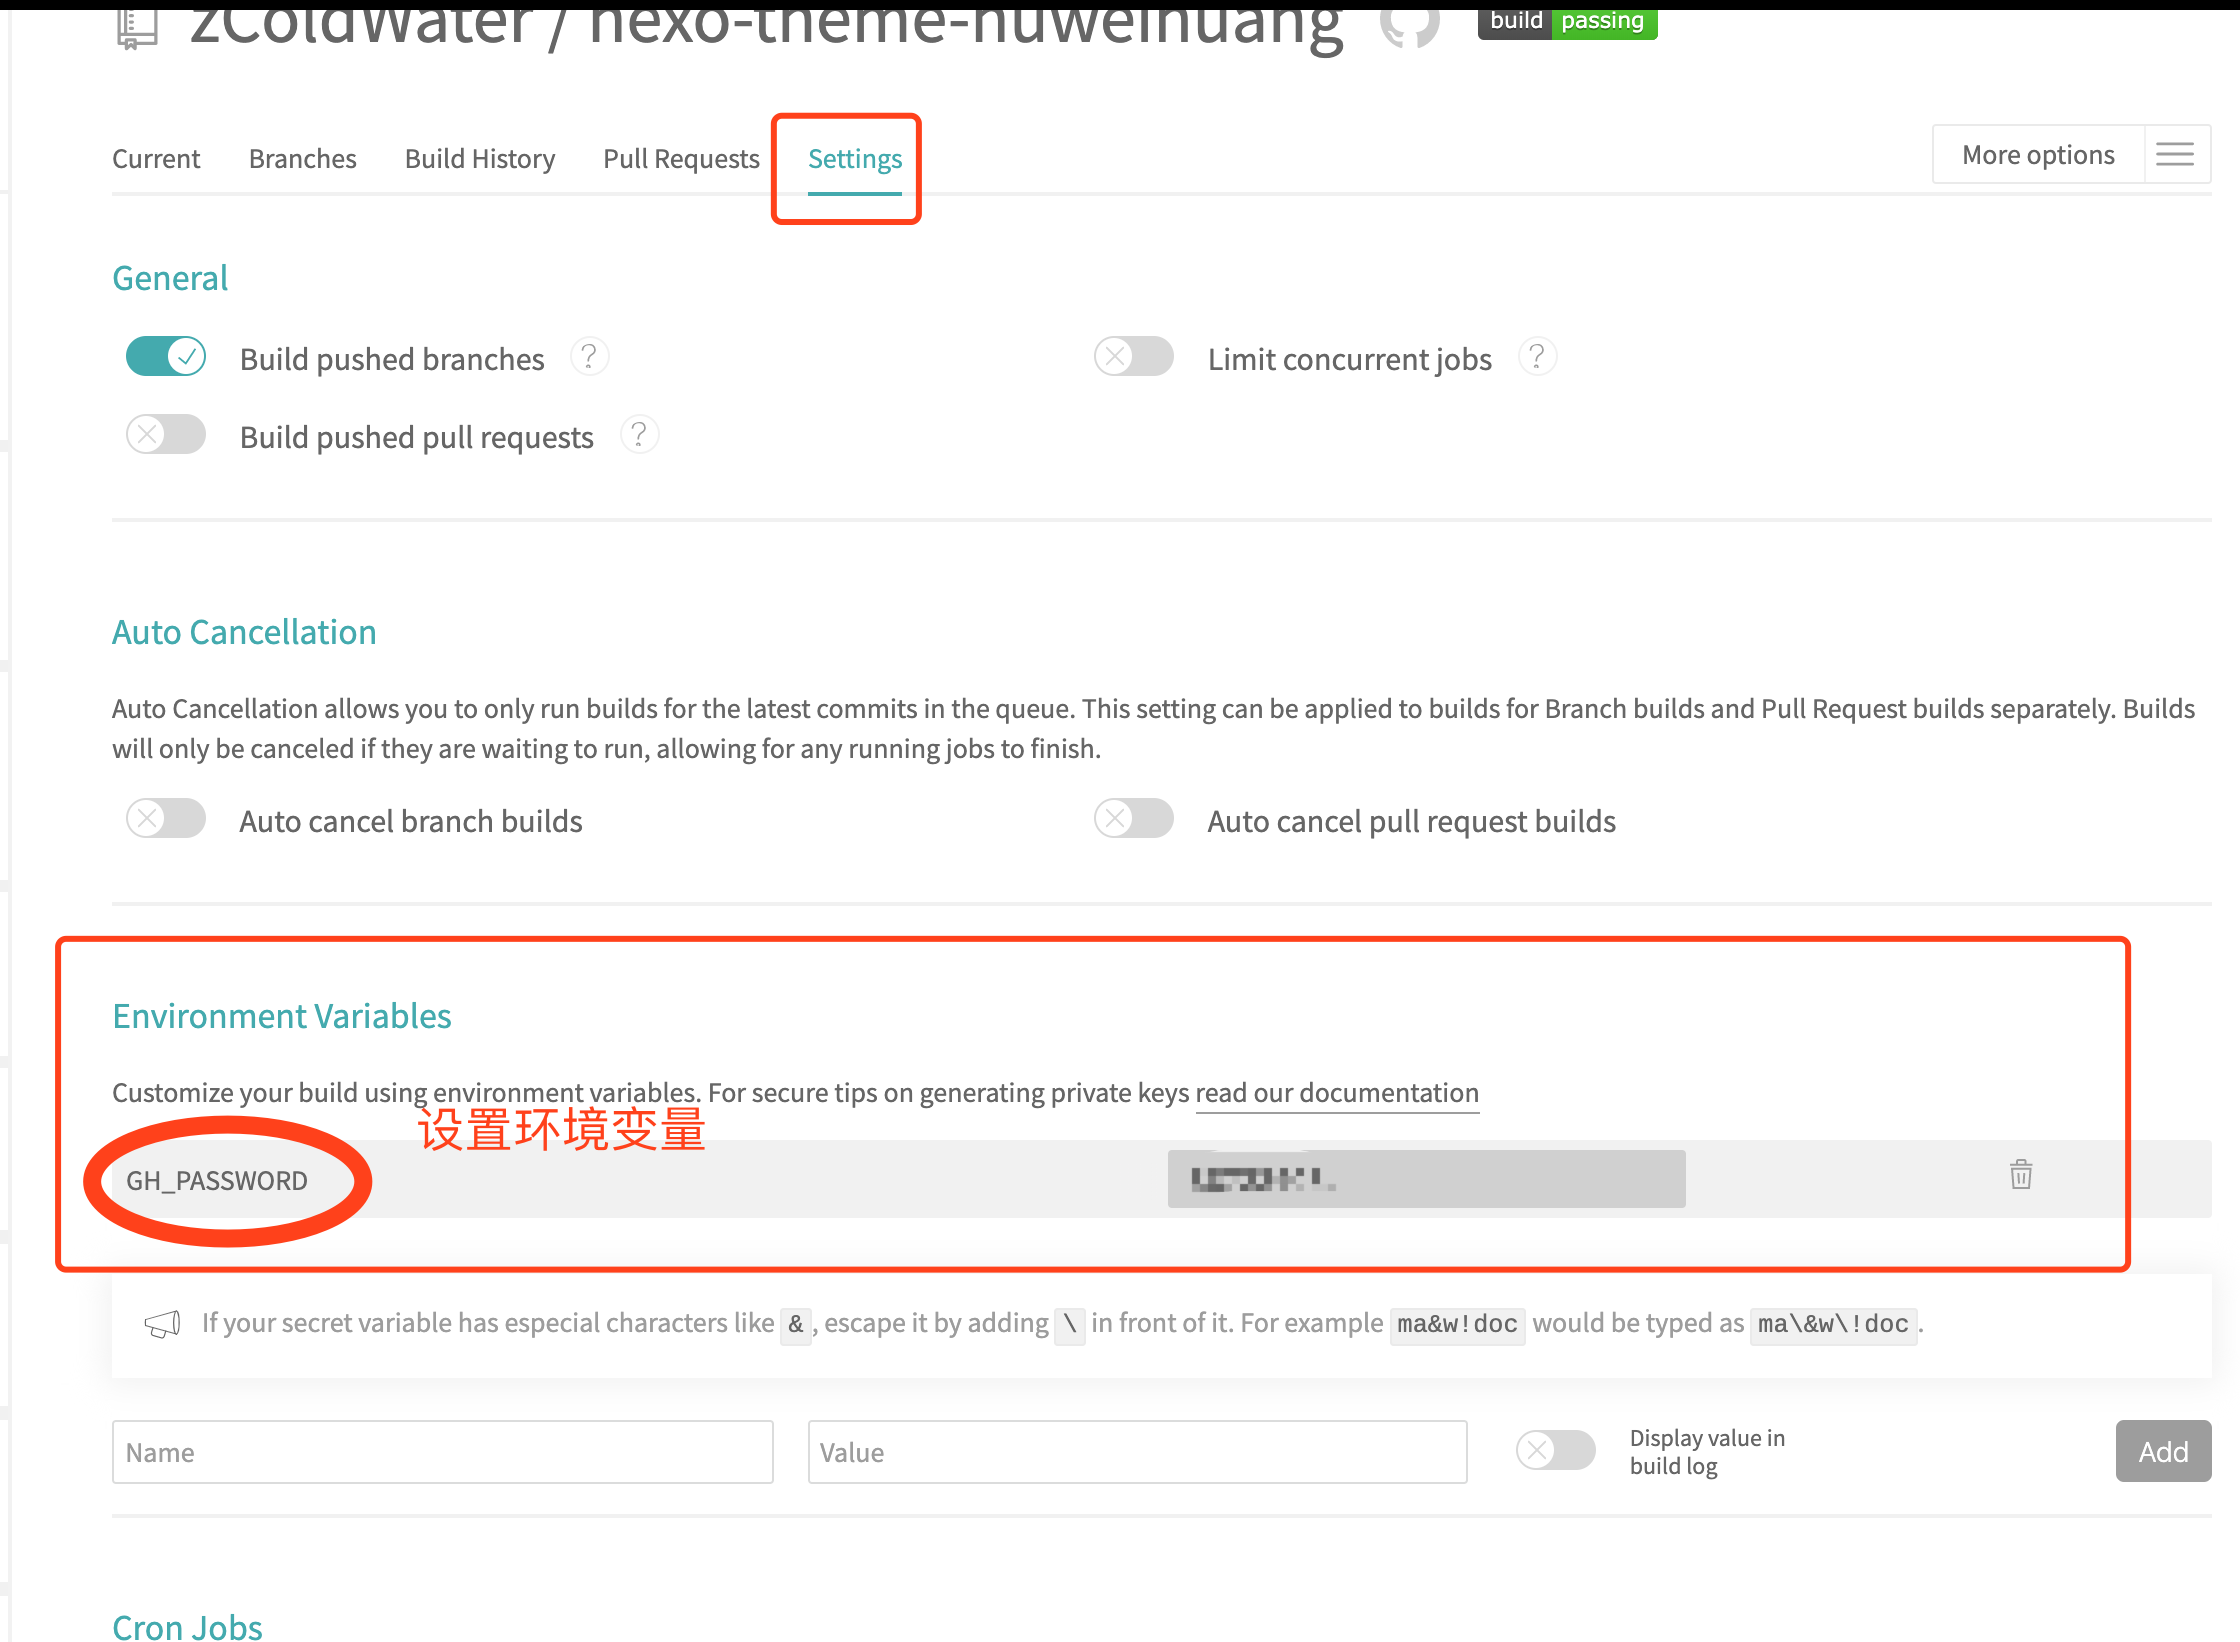 zColdWater / hexo-theme-huweihuang
build passing
Current Branches Build History Pull Requests Settings More options
General
Build pushed branches ? Limit concurrent jobs ?
Build pushed pull requests ?
Auto Cancellation
Auto Cancellation allows you to only run builds for the latest commits in the queue. This setting can be applied to builds for Branch builds and Pull Request builds separately. Builds
will only be canceled if they are waiting to run, allowing for any running jobs to finish.
Auto cancel branch builds Auto cancel pull request builds
Environment Variables
Customize your build using environment variables. For secure tips on generating private keys read our documentation
设置环境变量
GH_PASSWORD
If your secret variable has especial characters like &, escape it by adding \ in front of it. For example ma&w!doc would be typed as ma\&w\!doc.
Name Value Display value in
build log
Add
Cron Jobs